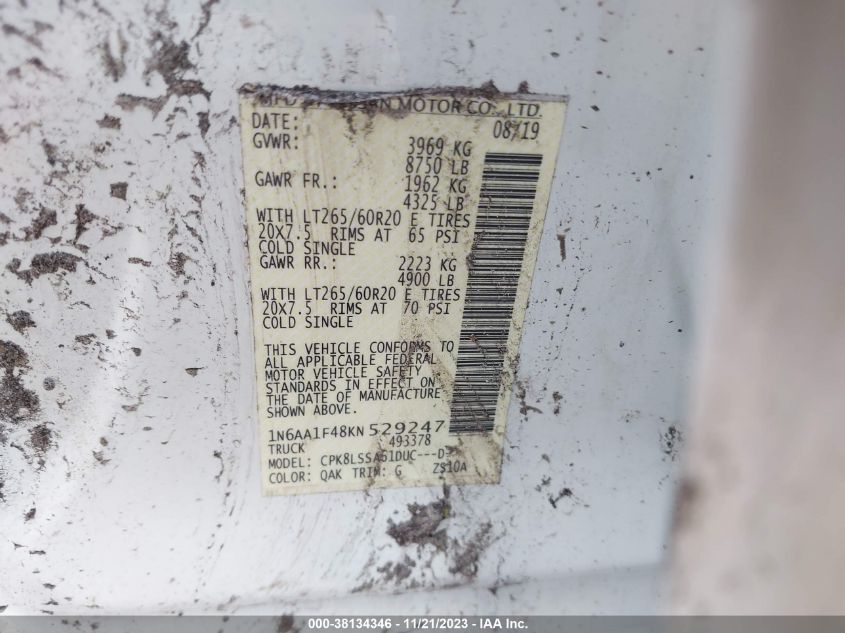 MOTOR CO., LTD.
DATE: 08/19
GVWR: 3969 KG
8750 LB
GAWR FR.: 1962 KG
4325 LB
WITH LT265/60R20 E TIRES
20X7.5 RIMS AT 65 PSI
COLD SINGLE
GAWR RR.: 2223 KG
4900 LB
WITH LT265/60R20 E TIRES
20X7.5 RIMS AT 70 PSI
COLD SINGLE
THIS VEHICLE CONFORMS TO
ALL APPLICABLE FEDERAL
MOTOR VEHICLE SAFETY
STANDARDS IN EFFECT ON
THE DATE OF MANUFACTURE
SHOWN ABOVE.
1N6AA1F48KN529247
TRUCK 493378
MODEL:
COLOR: QAK TRIM: G ZS10A
000-38134346 — 11/21/2023 — IAA Inc.